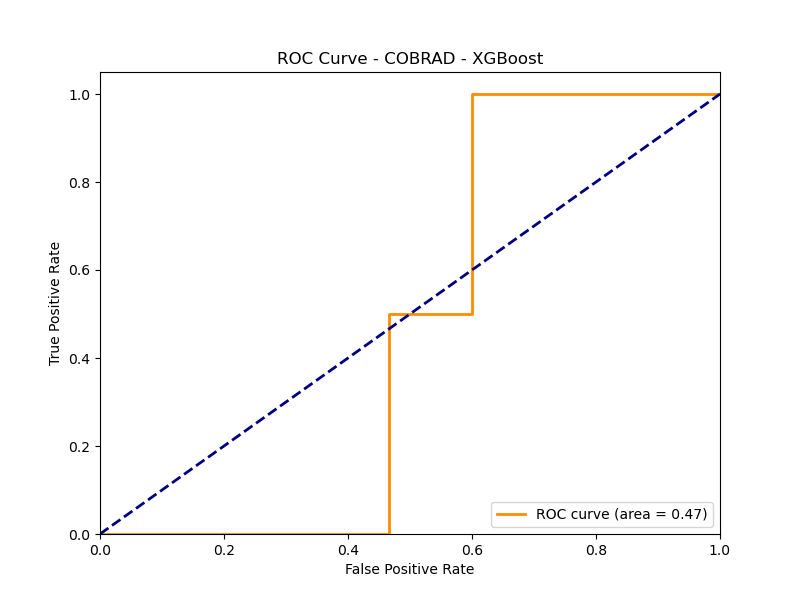 ROC Curve - COBRAD - XGBoost
True Positive Rate
1.0
0.8
0.6
0.4
0.2
0.0
0.0 0.2 0.4 0.6 0.8 1.0
False Positive Rate
ROC curve (area = 0.47)